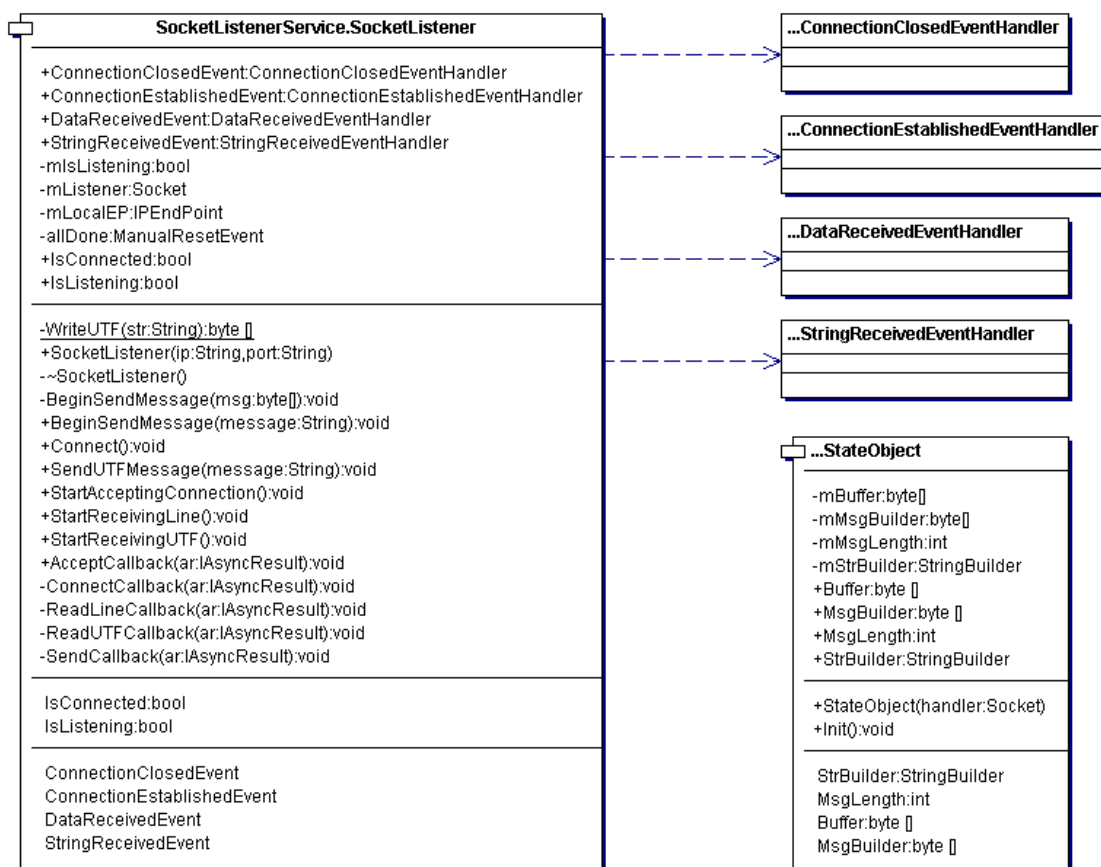 SocketListenerService.SocketListener
+ConnectionClosedEvent:ConnectionClosedEventHandler
+ConnectionEstablishedEvent:ConnectionEstablishedEventHandler
+DataReceivedEvent:DataReceivedEventHandler
+StringReceivedEvent:StringReceivedEventHandler
-mIsListening:bool
-mListener:Socket
-mLocalEP:IPEndPoint
-allDone:ManualResetEvent
+IsConnected:bool
+IsListening:bool
-WriteUTF(str:String):byte []
+SocketListener(ip:String,port:String)
-~SocketListener()
-BeginSendMessage(msg:byte[]):void
+BeginSendMessage(message:String):void
+Connect():void
+SendUTFMessage(message:String):void
+StartAcceptingConnection():void
+StartReceivingLine():void
+StartReceivingUTF():void
+AcceptCallback(ar:IAsyncResult):void
-ConnectCallback(ar:IAsyncResult):void
-ReadLineCallback(ar:IAsyncResult):void
-ReadUTFCallback(ar:IAsyncResult):void
-SendCallback(ar:IAsyncResult):void
IsConnected:bool
IsListening:bool
ConnectionClosedEvent
ConnectionEstablishedEvent
DataReceivedEvent
StringReceivedEvent
...ConnectionClosedEventHandler
...ConnectionEstablishedEventHandler
...DataReceivedEventHandler
...StringReceivedEventHandler
...StateObject
-mBuffer:byte[]
-mMsgBuilder:byte[]
-mMsgLength:int
-mStrBuilder:StringBuilder
+Buffer:byte []
+MsgBuilder:byte []
+MsgLength:int
+StrBuilder:StringBuilder
+StateObject(handler:Socket)
+Init():void
StrBuilder:StringBuilder
MsgLength:int
Buffer:byte []
MsgBuilder:byte []